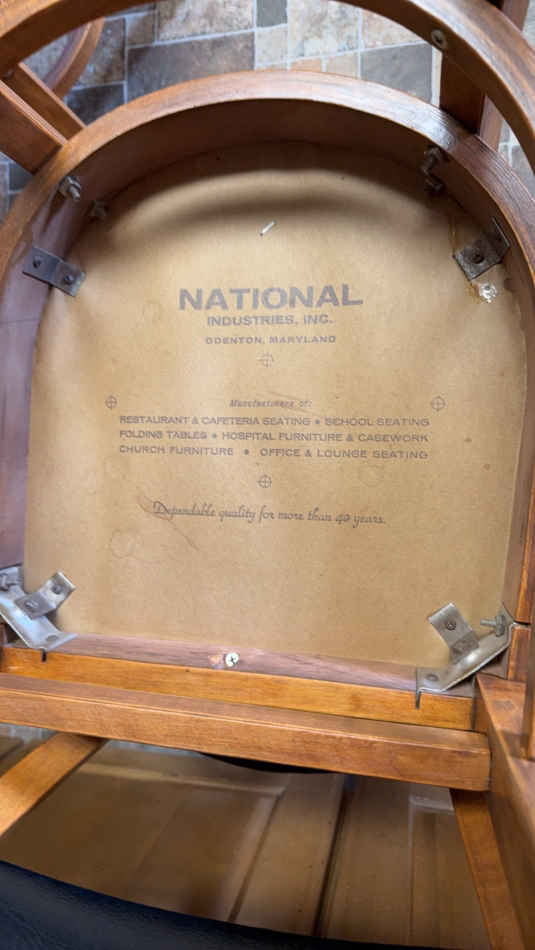 NATIONAL
INDUSTRIES, INC.
ODENTON, MARYLAND
Manufacturers of:
RESTAURANT & CAFETERIA SEATING • SCHOOL SEATING
FOLDING TABLES • HOSPITAL FURNITURE & CASEWORK
CHURCH FURNITURE • OFFICE & LOUNGE SEATING
Dependable quality for more than 40 years.